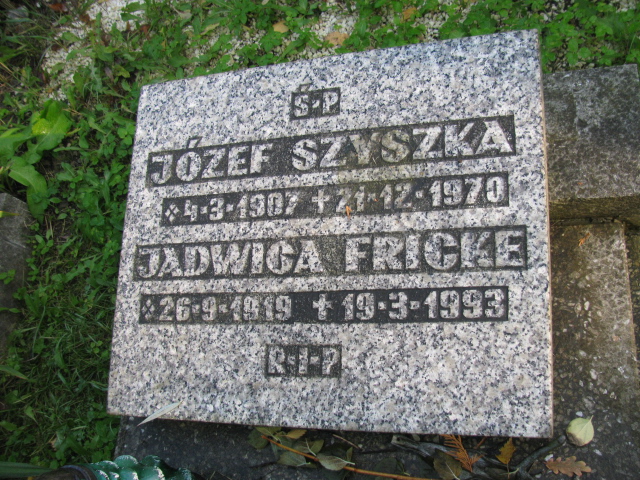 Ś·P
JÓZEF SZYSZKA
*4·3·1907 +21·12·1970
JADWIGA FRICKE
*26·9·1919 +19·3·1993
R·I·P